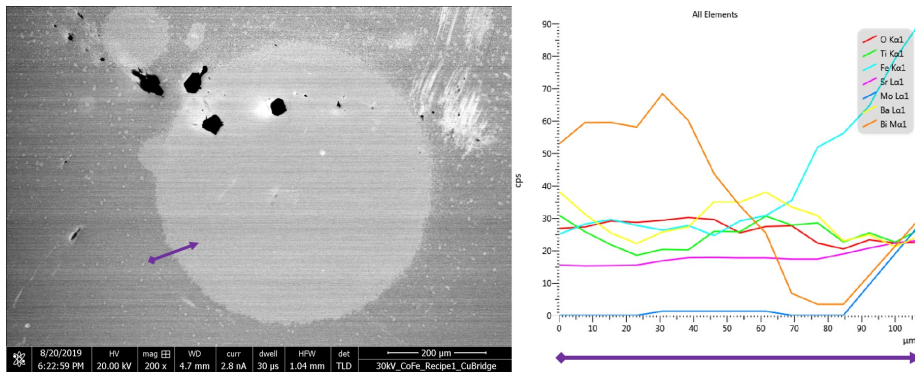 8/20/2019 HV mag WD curr dwell HFW det 200 µm
6:22:59 PM 20.00 kV 200 x 4.7 mm 2.8 nA 30 µs 1.04 mm TLD 30kV_CoFe_Recipe1_CuBridge
All Elements
90
80
70
60
50
40
30
20
10
0
cps
O Kα1
Ti Kα1
Fe Kα1
Sr Lα1
Mo Lα1
Ba Lα1
Bi Mα1
0 10 20 30 40 50 60 70 80 90 100
µm